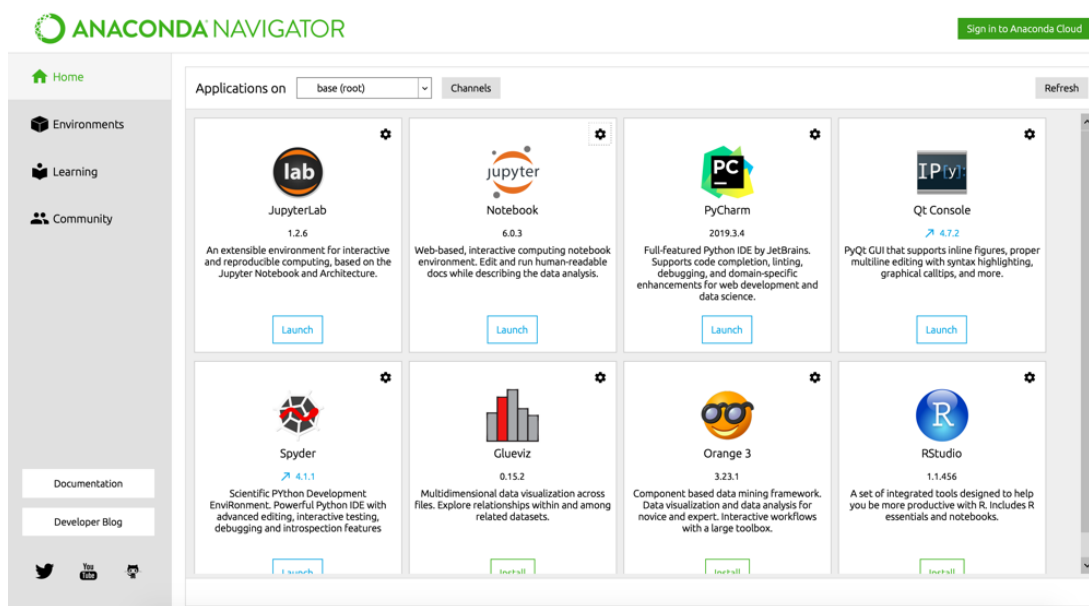 ANACONDA NAVIGATOR
Sign in to Anaconda Cloud
Home
Environments
Learning
Community
Documentation
Developer Blog
You
Tube
Applications on
base (root)
Channels
Refresh
lab
JupyterLab
1.2.6
An extensible environment for interactive
and reproducible computing, based on the
Jupyter Notebook and Architecture.
Launch
jupyter
Notebook
6.0.3
Web-based, interactive computing notebook
environment. Edit and run human-readable
docs while describing the data analysis.
Launch
PC
PyCharm
2019.3.4
Full-featured Python IDE by JetBrains.
Supports code completion, linting,
debugging, and domain-specific
enhancements for web development and
data science.
Launch
IP[y]:
Qt Console
4.7.2
PyQt GUI that supports inline figures, proper
multiline editing with syntax highlighting,
graphical calltips, and more.
Launch
Spyder
4.1.1
Scientific PYthon Development
EnviRonment. Powerful Python IDE with
advanced editing, interactive testing,
debugging and introspection features
Launch
Glueviz
0.15.2
Multidimensional data visualization across
files. Explore relationships within and among
related datasets.
Install
Orange 3
3.23.1
Component based data mining framework.
Data visualization and data analysis for
novice and expert. Interactive workflows
with a large toolbox.
Install
R
RStudio
1.1.456
A set of integrated tools designed to help
you be more productive with R. Includes R
essentials and notebooks.
Install